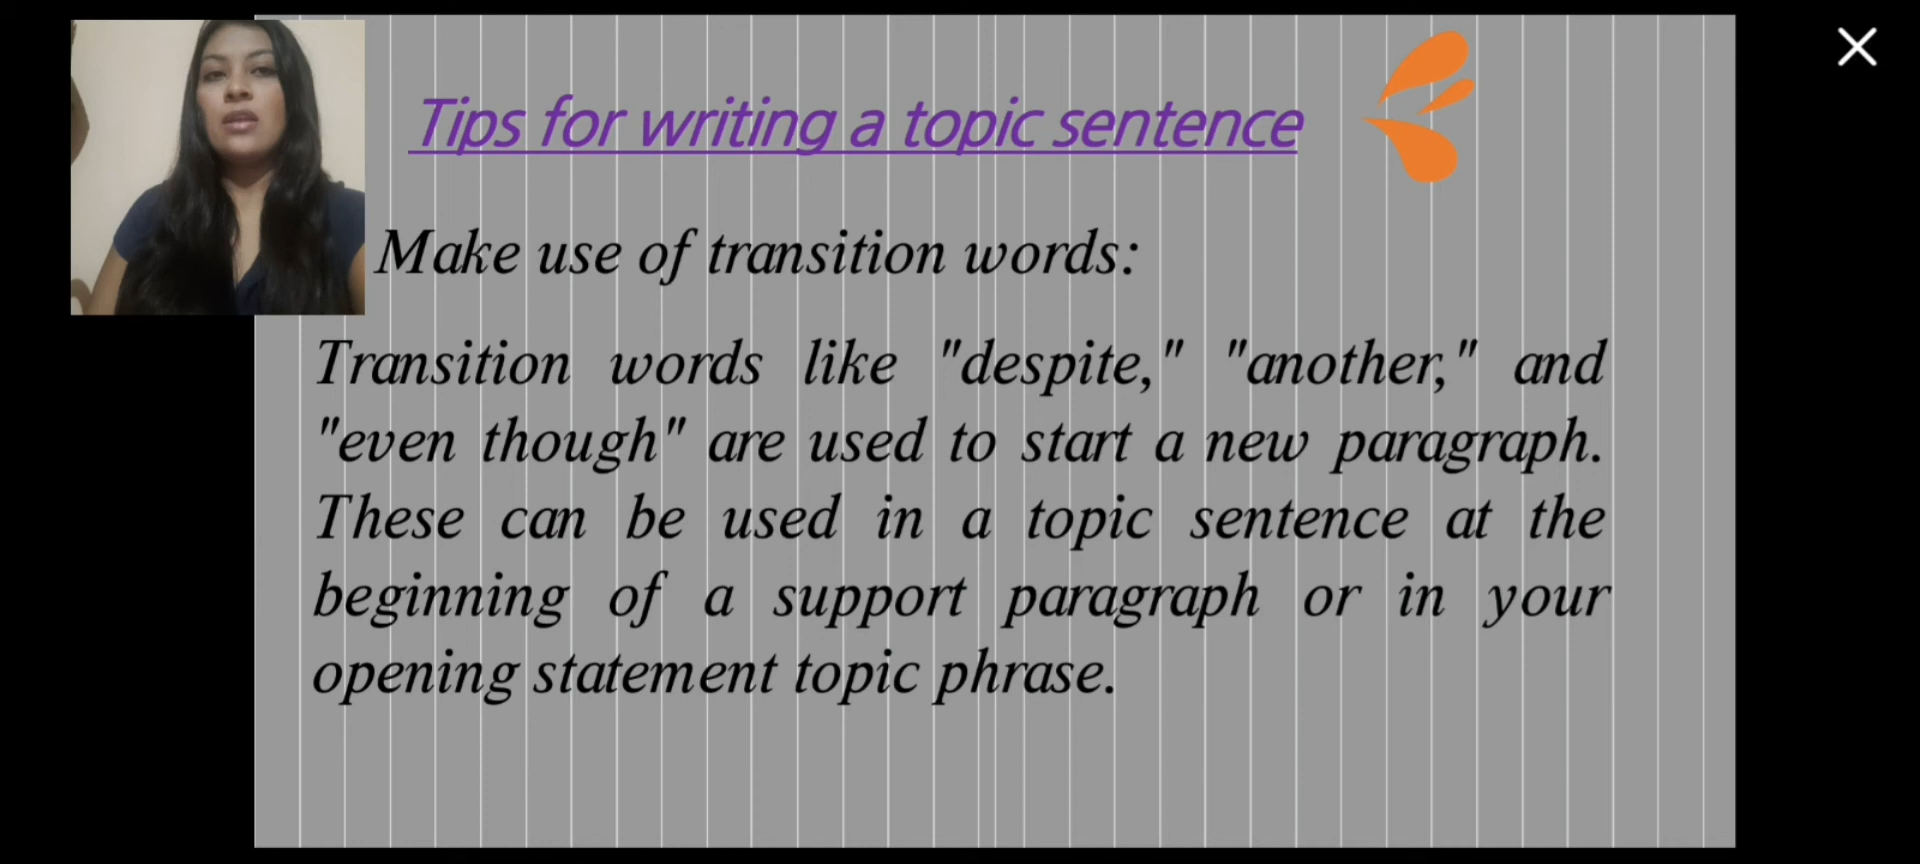 Tips for writing a topic sentence
Make use of transition words:
Transition words like "despite," "another," and
"even though" are used to start a new paragraph.
These can be used in a topic sentence at the
beginning of a support paragraph or in your
opening statement topic phrase.